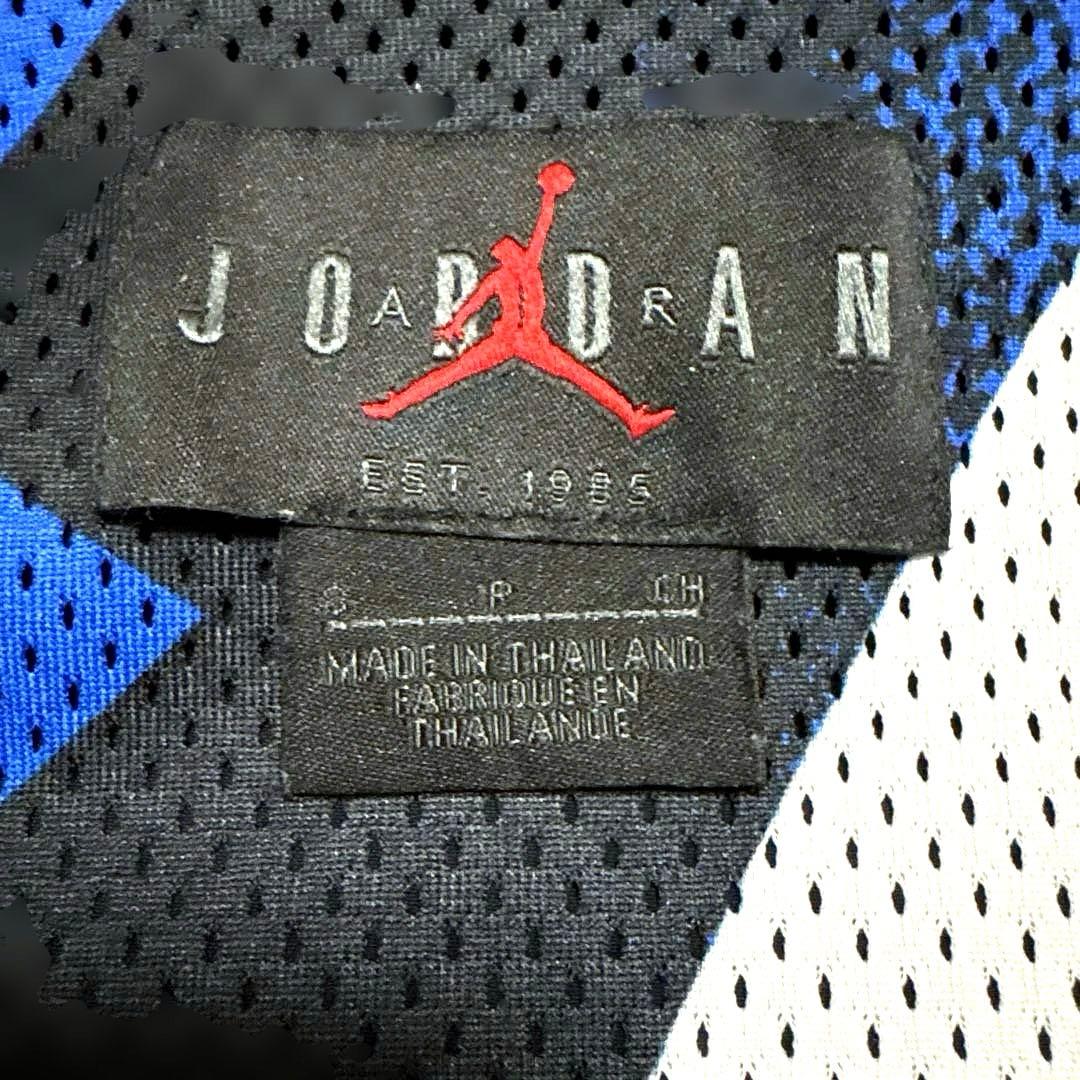 JORDAN
AIR
EST. 1985
S P CH
MADE IN THAILAND
FABRIQUE EN
THAILANDE